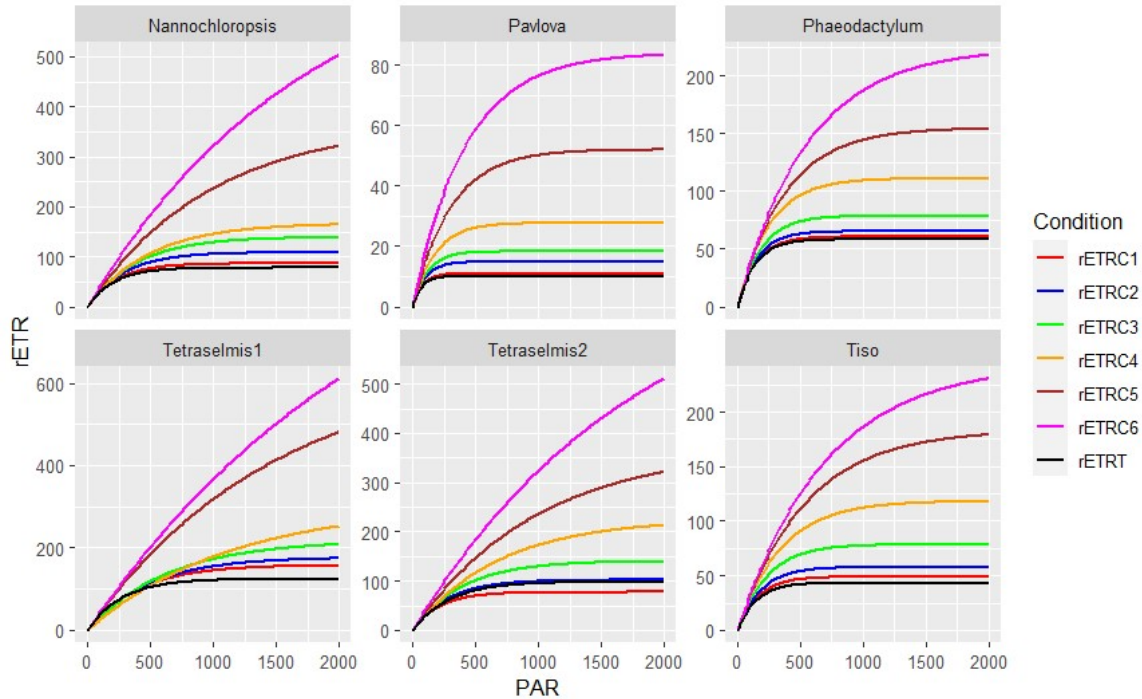 Nannochloropsis
Pavlova
Phaeodactylum
500
400
300
200
100
0
80
60
40
20
0
200
150
100
50
0
Tetraselmis1
Tetraselmis2
Tiso
600
400
200
0
500
400
300
200
100
0
200
150
100
50
0
0 500 1000 1500 2000
0 500 1000 1500 2000
0 500 1000 1500 2000
rETR
PAR
Condition
rETRC1
rETRC2
rETRC3
rETRC4
rETRC5
rETRC6
rETRT